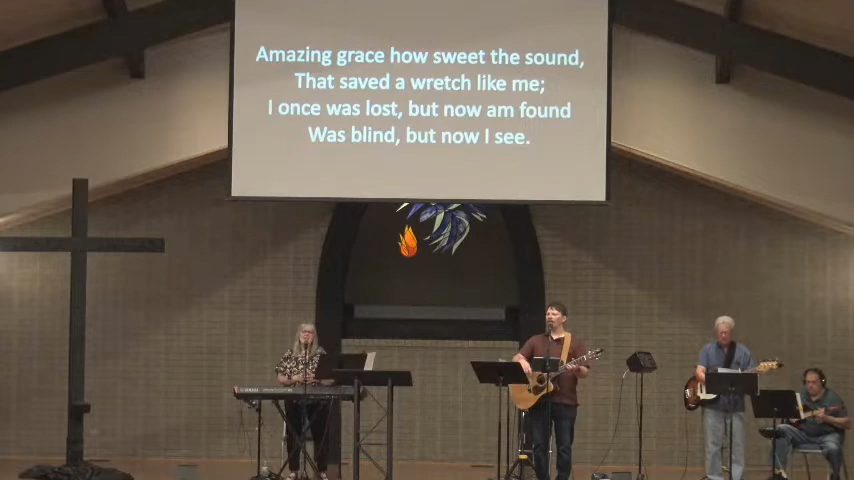 Amazing grace how sweet the sound,
That saved a wretch like me;
I once was lost, but now am found
Was blind, but now I see.